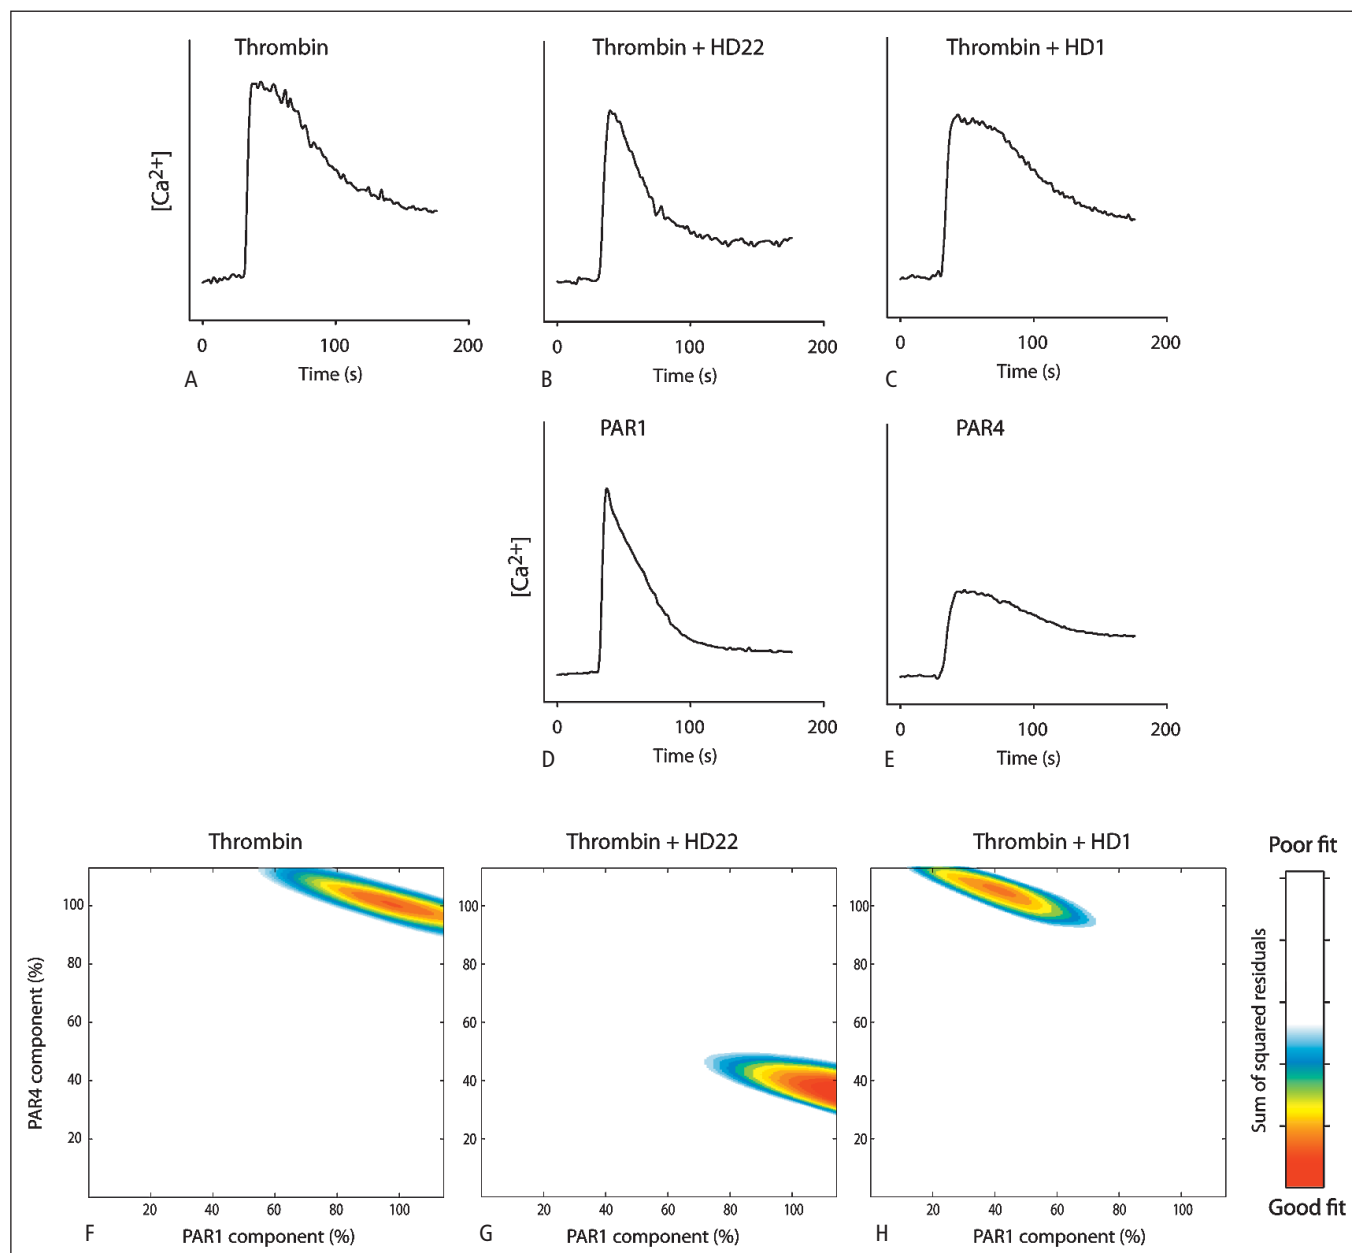 Thrombin
Thrombin + HD22
Thrombin + HD1
[Ca2+]
0 100 200
0 100 200
0 100 200
Time (s)
Time (s)
Time (s)
A
B
C
PAR1
PAR4
[Ca2+]
0 100 200
0 100 200
Time (s)
Time (s)
D
E
Thrombin
Thrombin + HD22
Thrombin + HD1
Poor fit
PAR4 component (%)
100
80
60
40
20
100
80
60
40
20
100
80
60
40
20
Sum of squared residuals
20 40 60 80 100
20 40 60 80 100
20 40 60 80 100
Good fit
F
PAR1 component (%)
G
PAR1 component (%)
H
PAR1 component (%)